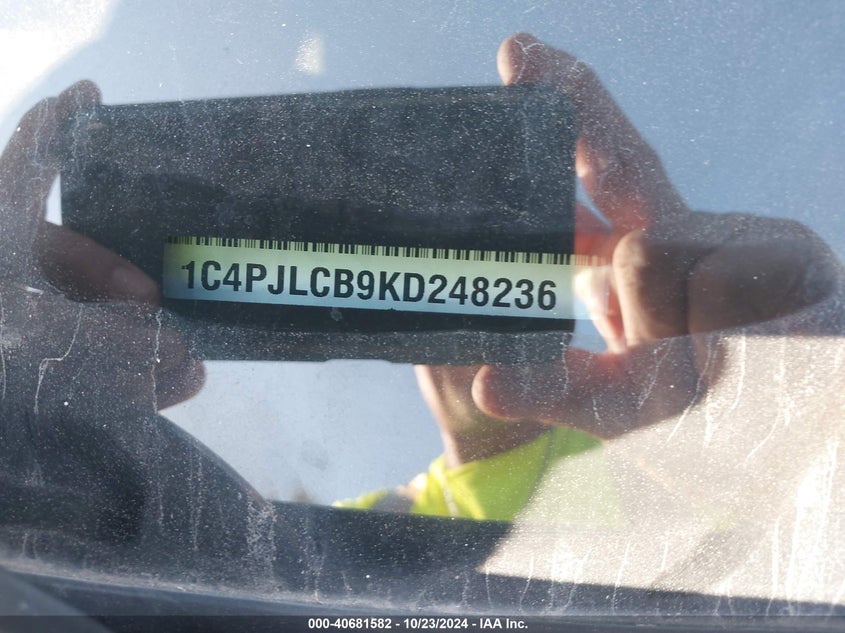 1C4PJLCB9KD248236
000-40681582 - 10/23/2024 - IAA Inc.